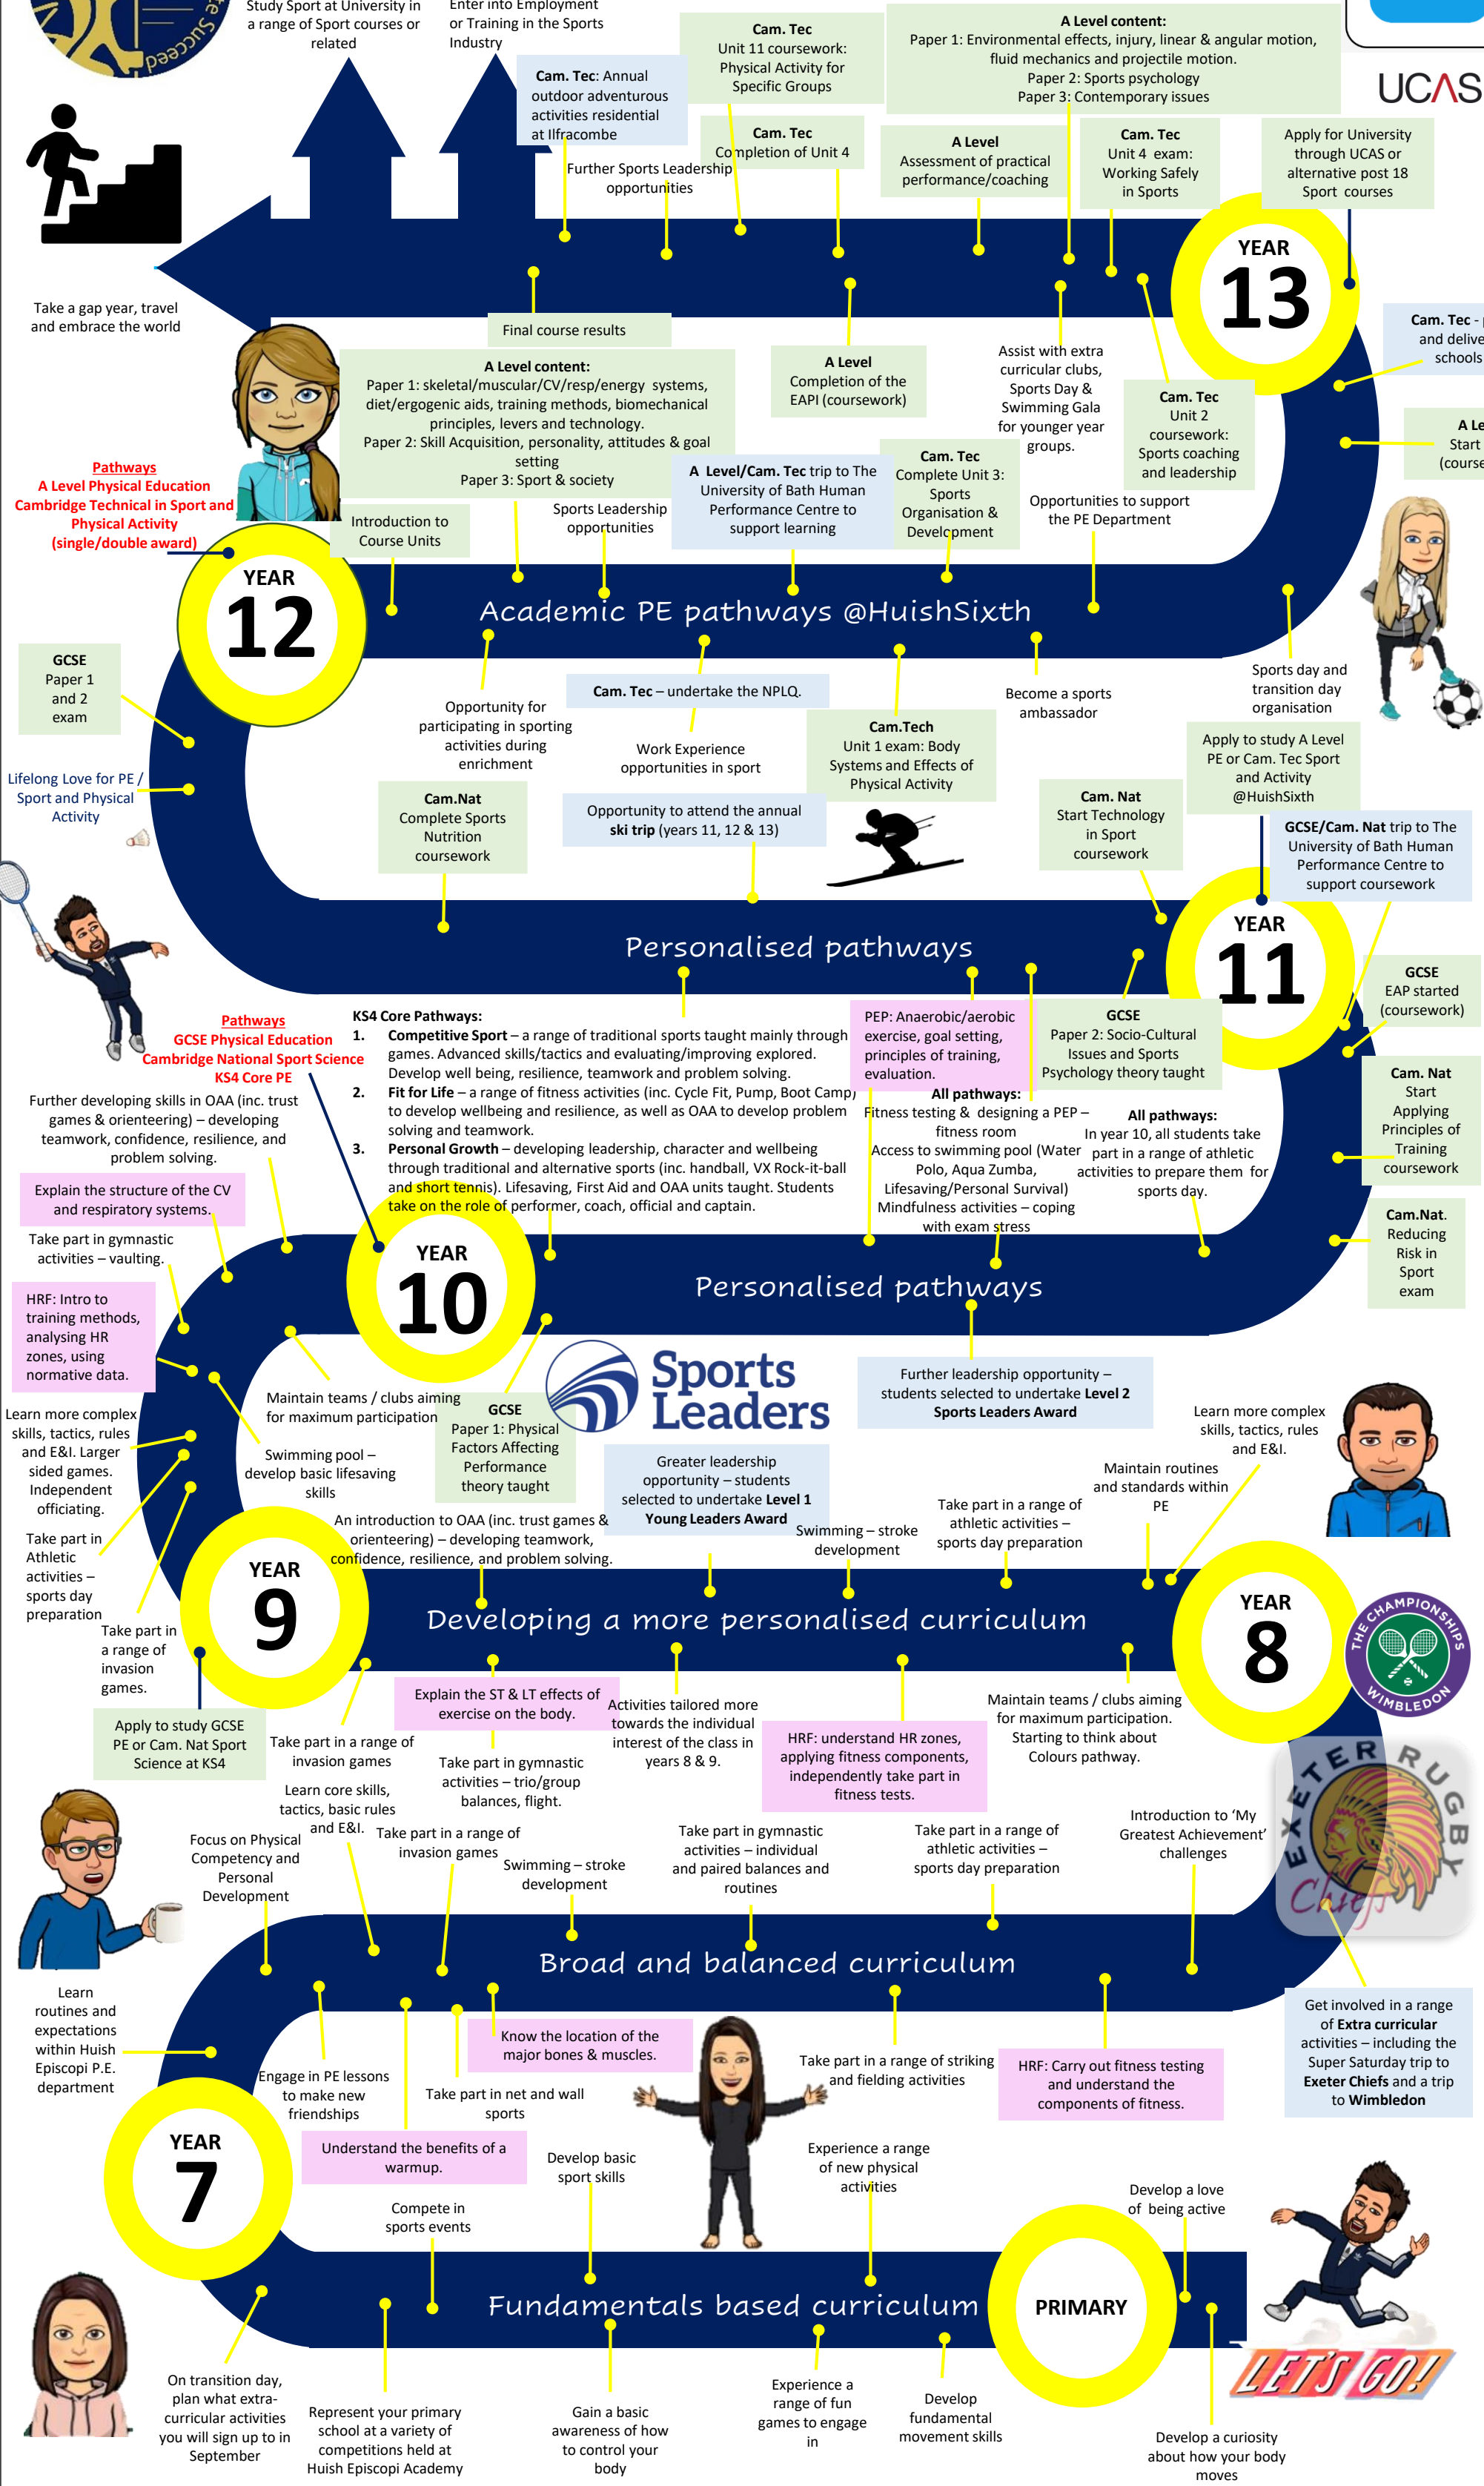 te Succeed
Study Sport at University in
a range of Sport courses or
related
Enter into Employment
or Training in the Sports
Industry
Cam. Tec: Annual
outdoor adventurous
activities residential
at Ilfracombe
Cam. Tec
Unit 11 coursework:
Physical Activity for
Specific Groups
A Level content:
Paper 1: Environmental effects, injury, linear & angular motion,
fluid mechanics and projectile motion.
Paper 2: Sports psychology
Paper 3: Contemporary issues
UCAS
Further Sports Leadership
opportunities
Cam. Tec
Completion of Unit 4
A Level
Assessment of practical
performance/coaching
Cam. Tec
Unit 4 exam:
Working Safely
in Sports
Apply for University
through UCAS or
alternative post 18
Sport courses
YEAR
13
Take a gap year, travel
and embrace the world
Final course results
A Level content:
Paper 1: skeletal/muscular/CV/resp/energy systems,
diet/ergogenic aids, training methods, biomechanical
principles, levers and technology.
Paper 2: Skill Acquisition, personality, attitudes & goal
setting
Paper 3: Sport & society
A Level
Completion of the
EAPI (coursework)
Assist with extra
curricular clubs,
Sports Day &
Swimming Gala
for younger year
groups.
Cam. Tec
Unit 2
coursework:
Sports coaching
and leadership
Cam. Tec - p
and delive
schools
A Le
Start
(course
Pathways
A Level Physical Education
Cambridge Technical in Sport and
Physical Activity
(single/double award)
Introduction to
Course Units
Sports Leadership
opportunities
A Level/Cam. Tec trip to The
University of Bath Human
Performance Centre to
support learning
Cam. Tec
Complete Unit 3:
Sports
Organisation &
Development
Opportunities to support
the PE Department
YEAR
12
Academic PE pathways @HuishSixth
GCSE
Paper 1
and 2
exam
Lifelong Love for PE /
Sport and Physical
Activity
Opportunity for
participating in sporting
activities during
enrichment
Cam. Tec – undertake the NPLQ.
Work Experience
opportunities in sport
Cam.Tech
Unit 1 exam: Body
Systems and Effects of
Physical Activity
Become a sports
ambassador
Sports day and
transition day
organisation
Apply to study A Level
PE or Cam. Tec Sport
and Activity
@HuishSixth
Cam.Nat
Complete Sports
Nutrition
coursework
Opportunity to attend the annual
ski trip (years 11, 12 & 13)
Cam. Nat
Start Technology
in Sport
coursework
GCSE/Cam. Nat trip to The
University of Bath Human
Performance Centre to
support coursework
YEAR
11
Personalised pathways
GCSE
EAP started
(coursework)
Pathways
GCSE Physical Education
Cambridge National Sport Science
KS4 Core PE
KS4 Core Pathways:
1. Competitive Sport – a range of traditional sports taught mainly through
games. Advanced skills/tactics and evaluating/improving explored.
Develop well being, resilience, teamwork and problem solving.
2. Fit for Life – a range of fitness activities (inc. Cycle Fit, Pump, Boot Camp)
to develop wellbeing and resilience, as well as OAA to develop problem
solving and teamwork.
3. Personal Growth – developing leadership, character and wellbeing
through traditional and alternative sports (inc. handball, VX Rock-it-ball
and short tennis). Lifesaving, First Aid and OAA units taught. Students
take on the role of performer, coach, official and captain.
PEP: Anaerobic/aerobic
exercise, goal setting,
principles of training,
evaluation.
GCSE
Paper 2: Socio-Cultural
Issues and Sports
Psychology theory taught
All pathways:
Fitness testing & designing a PEP –
fitness room
Access to swimming pool (Water
Polo, Aqua Zumba,
Lifesaving/Personal Survival)
Mindfulness activities – coping
with exam stress
All pathways:
In year 10, all students take
part in a range of athletic
activities to prepare them for
sports day.
Cam. Nat
Start
Applying
Principles of
Training
coursework
Cam.Nat.
Reducing
Risk in
Sport
exam
Further developing skills in OAA (inc. trust
games & orienteering) – developing
teamwork, confidence, resilience, and
problem solving.
Explain the structure of the CV
and respiratory systems.
Take part in gymnastic
activities – vaulting.
HRF: Intro to
training methods,
analysing HR
zones, using
normative data.
YEAR
10
Personalised pathways
Learn more complex
skills, tactics, rules
and E&I. Larger
sided games.
Independent
officiating.
Maintain teams / clubs aiming
for maximum participation
Swimming pool –
develop basic lifesaving
skills
GCSE
Paper 1: Physical
Factors Affecting
Performance
theory taught
Sports
Leaders
Further leadership opportunity –
students selected to undertake Level 2
Sports Leaders Award
Greater leadership
opportunity – students
selected to undertake Level 1
Young Leaders Award
Learn more complex
skills, tactics, rules
and E&I.
Maintain routines
and standards within
PE
Take part in a range of
athletic activities –
sports day preparation
Swimming – stroke
development
An introduction to OAA (inc. trust games &
orienteering) – developing teamwork,
confidence, resilience, and problem solving.
Take part in
Athletic
activities –
sports day
preparation
Take part in
a range of
invasion
games.
YEAR
9
Developing a more personalised curriculum
YEAR
8
THE CHAMPIONSHIPS
WIMBLEDON
Apply to study GCSE
PE or Cam. Nat Sport
Science at KS4
Take part in a range of
invasion games
Explain the ST & LT effects of
exercise on the body.
Take part in gymnastic
activities – trio/group
balances, flight.
Activities tailored more
towards the individual
interest of the class in
years 8 & 9.
HRF: understand HR zones,
applying fitness components,
independently take part in
fitness tests.
Maintain teams / clubs aiming
for maximum participation.
Starting to think about
Colours pathway.
EXETER RUGBY
Chiefs
Focus on Physical
Competency and
Personal
Development
Learn core skills,
tactics, basic rules
and E&I.
Take part in a range of
invasion games
Swimming – stroke
development
Take part in gymnastic
activities – individual
and paired balances and
routines
Take part in a range of
athletic activities –
sports day preparation
Introduction to ‘My
Greatest Achievement’
challenges
Broad and balanced curriculum
Learn
routines and
expectations
within Huish
Episcopi P.E.
department
Engage in PE lessons
to make new
friendships
Know the location of the
major bones & muscles.
Take part in net and wall
sports
Understand the benefits of a
warmup.
Take part in a range of striking
and fielding activities
HRF: Carry out fitness testing
and understand the
components of fitness.
Get involved in a range
of Extra curricular
activities – including the
Super Saturday trip to
Exeter Chiefs and a trip
to Wimbledon
YEAR
7
Compete in
sports events
Develop basic
sport skills
Experience a range
of new physical
activities
Develop a love
of being active
Fundamentals based curriculum
PRIMARY
LET'S GO!
On transition day,
plan what extra-
curricular activities
you will sign up to in
September
Represent your primary
school at a variety of
competitions held at
Huish Episcopi Academy
Gain a basic
awareness of how
to control your
body
Experience a
range of fun
games to engage
in
Develop
fundamental
movement skills
Develop a curiosity
about how your body
moves